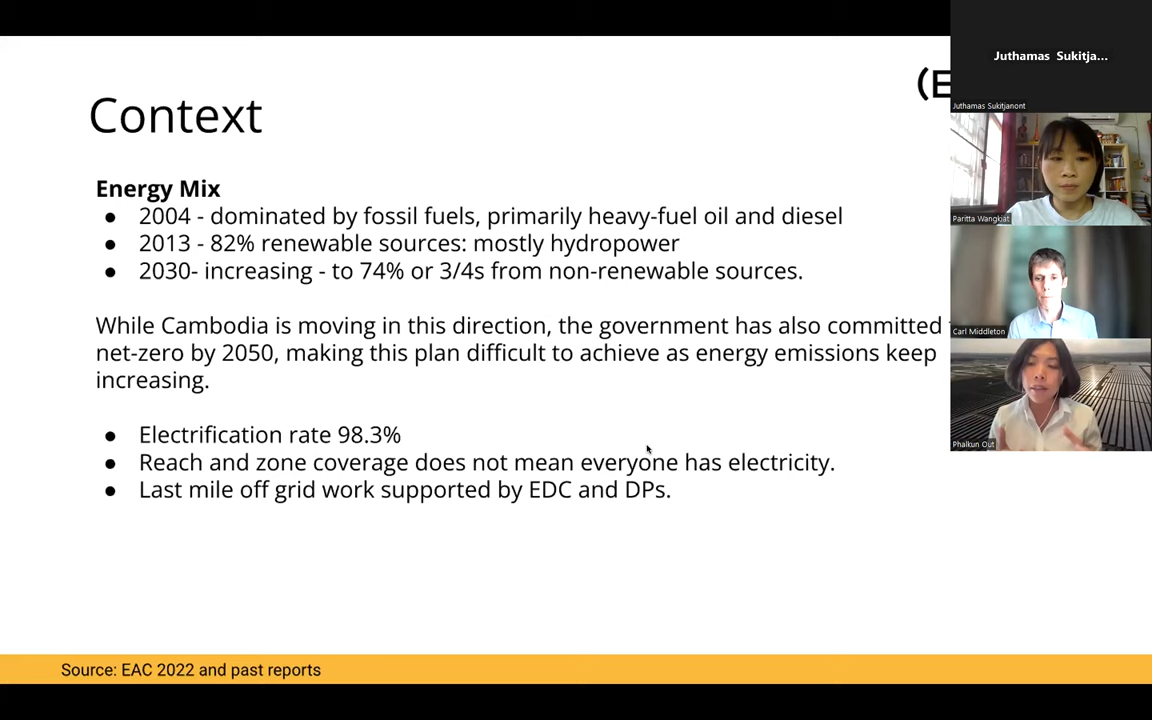 Context
(E
Energy Mix
● 2004 - dominated by fossil fuels, primarily heavy-fuel oil and diesel
● 2013 - 82% renewable sources: mostly hydropower
● 2030- increasing - to 74% or 3/4s from non-renewable sources.
While Cambodia is moving in this direction, the government has also committed
net-zero by 2050, making this plan difficult to achieve as energy emissions keep
increasing.
● Electrification rate 98.3%
● Reach and zone coverage does not mean everyone has electricity.
● Last mile off grid work supported by EDC and DPs.
Source: EAC 2022 and past reports
Juthamas Sukitja...
Juthamas Sukitjanont
Paritta Wangkiat
Carl Middleton
Phalkun Out